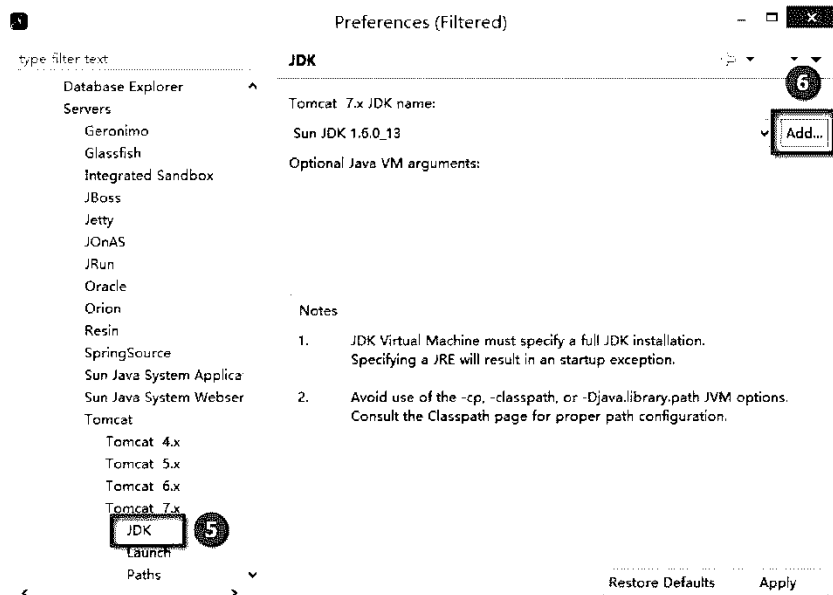 Preferences (Filtered)
type filter text
Database Explorer
Servers
Geronimo
Glassfish
Integrated Sandbox
JBoss
Jetty
JOnAS
JRun
Oracle
Orion
Resin
SpringSource
Sun Java System Applica
Sun Java System Webser
Tomcat
Tomcat 4.x
Tomcat 5.x
Tomcat 6.x
Tomcat 7.x
JDK
5
Launch
Paths
JDK
6
Tomcat 7.x JDK name:
Sun JDK 1.6.0_13
Add...
Optional Java VM arguments:
Notes
1. JDK Virtual Machine must specify a full JDK installation.
Specifying a JRE will result in an startup exception.
2. Avoid use of the -cp, -classpath, or -Djava.library.path JVM options.
Consult the Classpath page for proper path configuration.
Restore Defaults
Apply